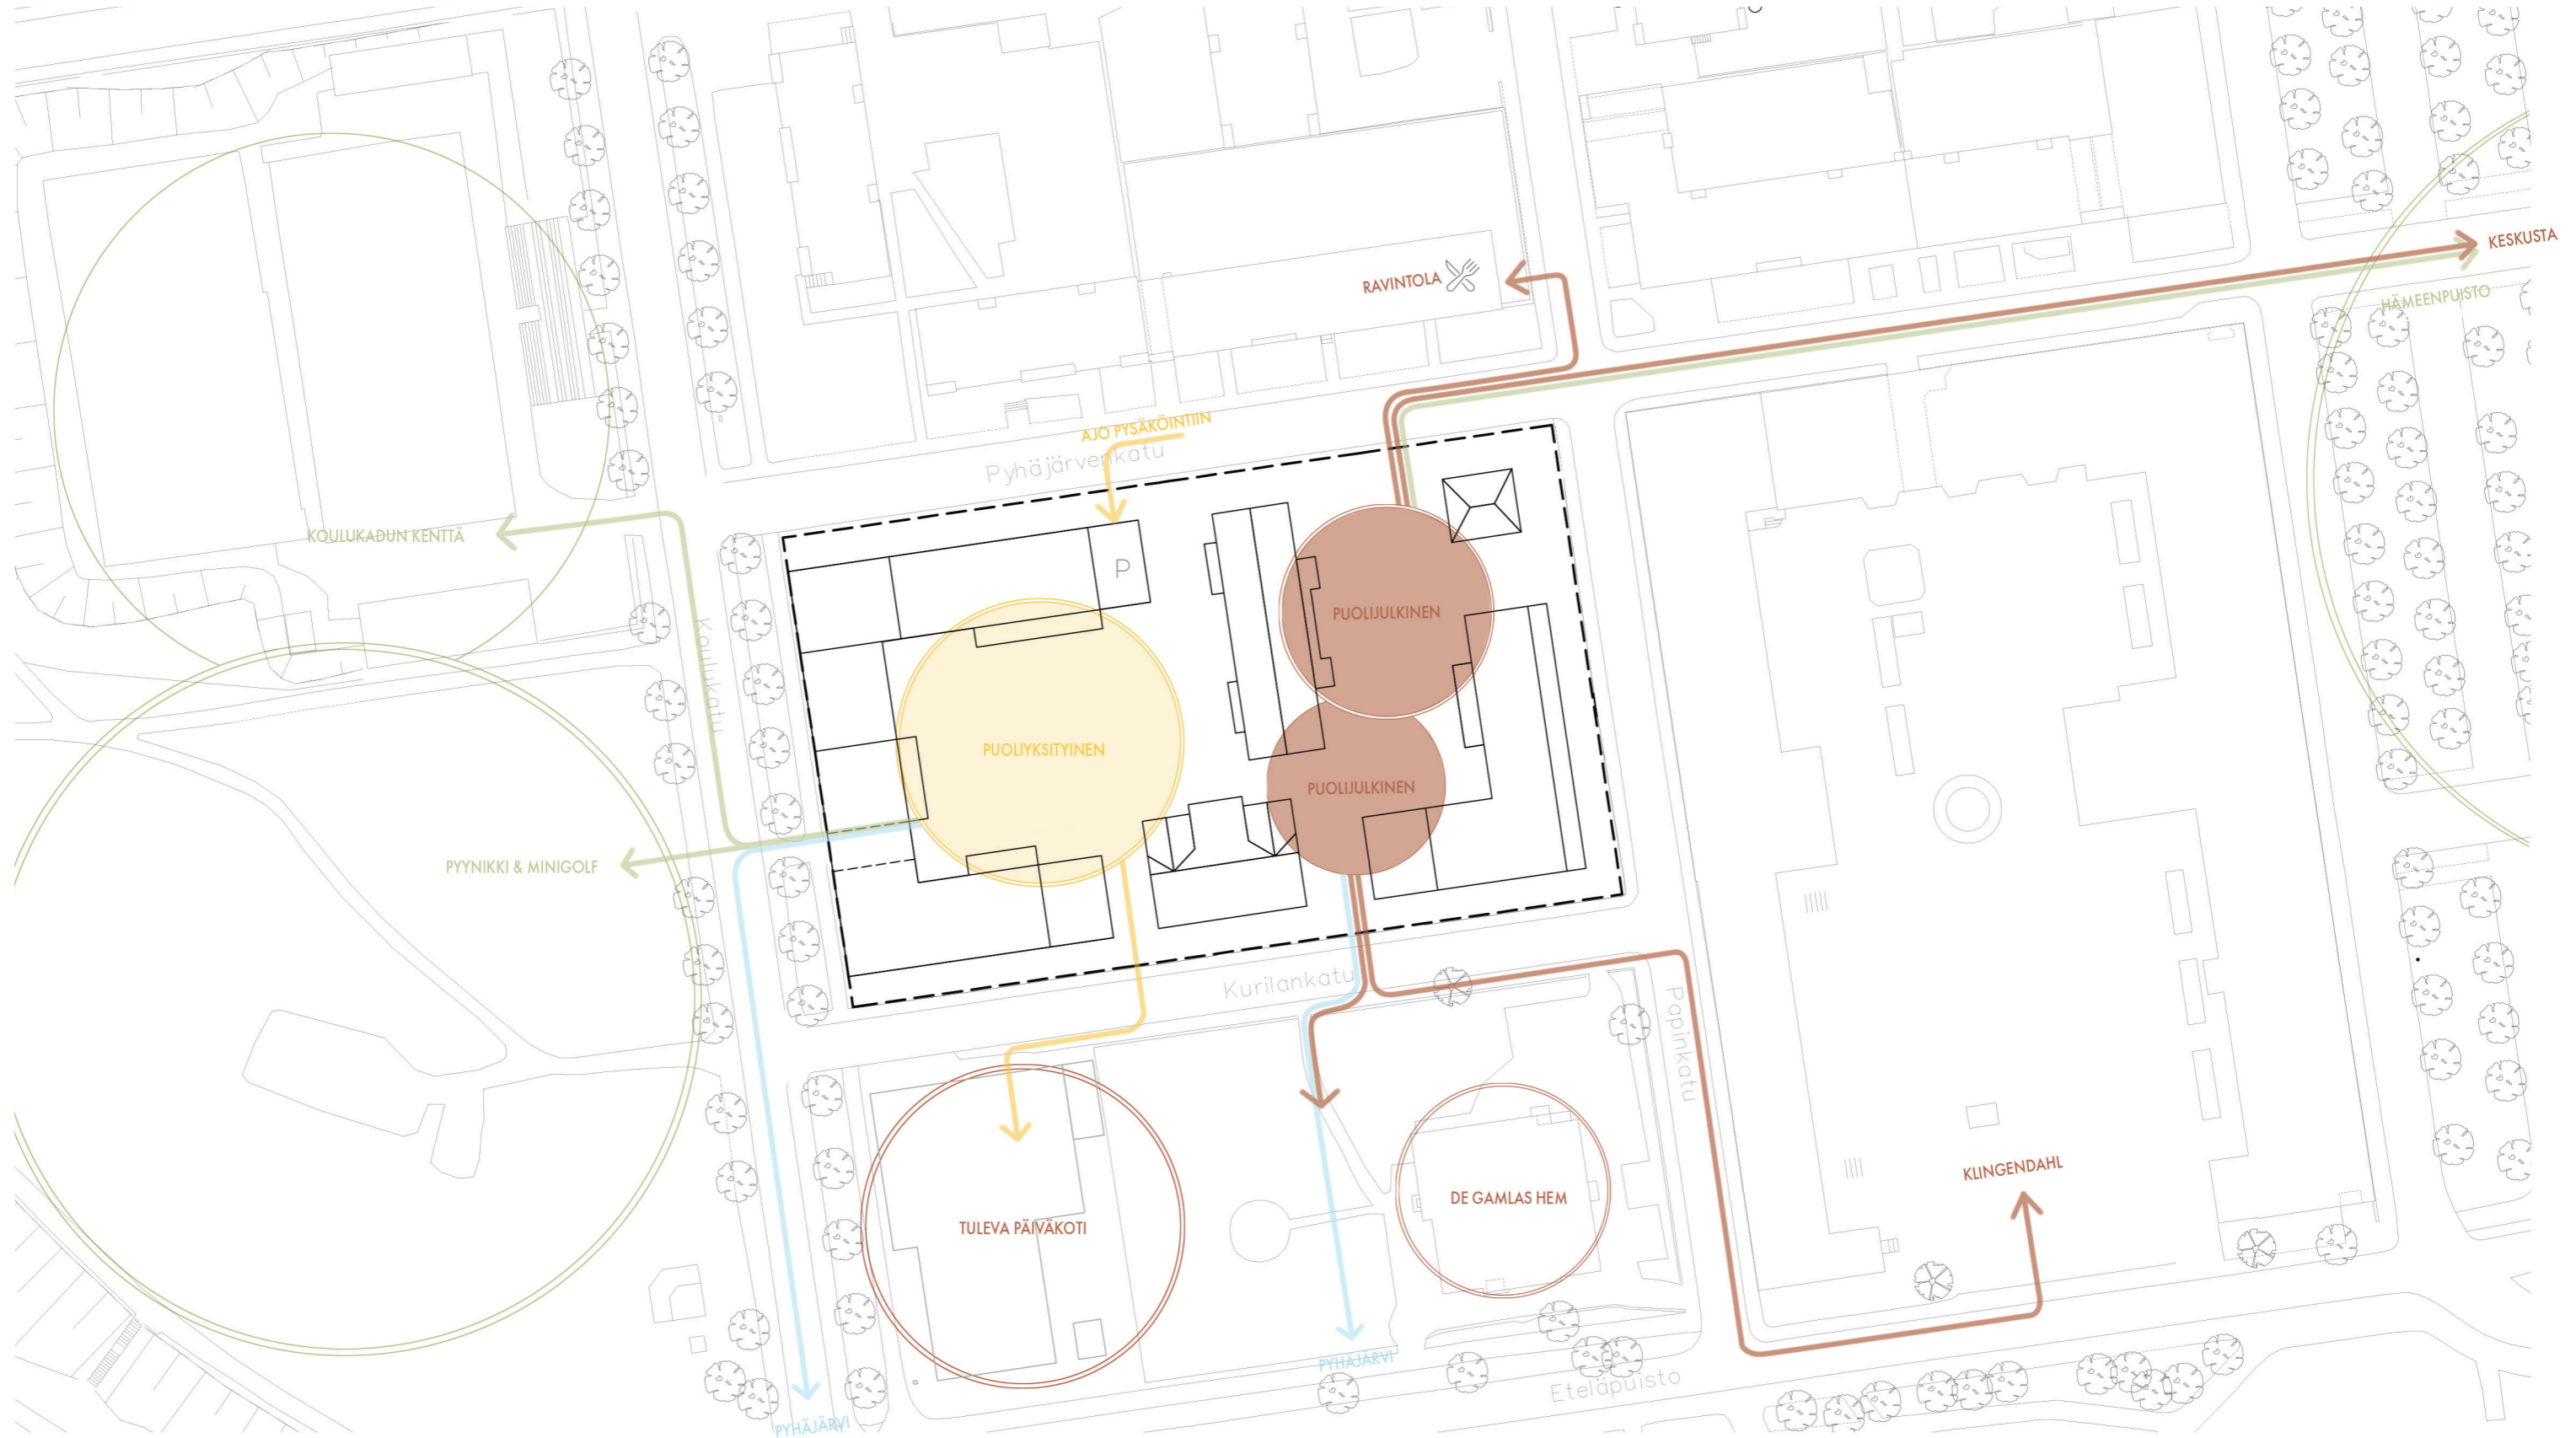 KESKUSTA
RAVINTOLA
HÄMEENPUISTO
AJO PYSÄKÖINTIIN
Pyhäjärvenkatu
KOULUKADUN KENTTÄ
P
PUOLIJULKINEN
Koulukatu
PUOLIYKSITYINEN
PUOLIJULKINEN
PYYNIKKI & MINIGOLF
Kurilankatu
Papinkatu
KLINGENDAHL
DE GAMLAS HEM
TULEVA PÄIVÄKOTI
PYHÄJÄRVI
Eteläpuisto
PYHÄJÄRVI